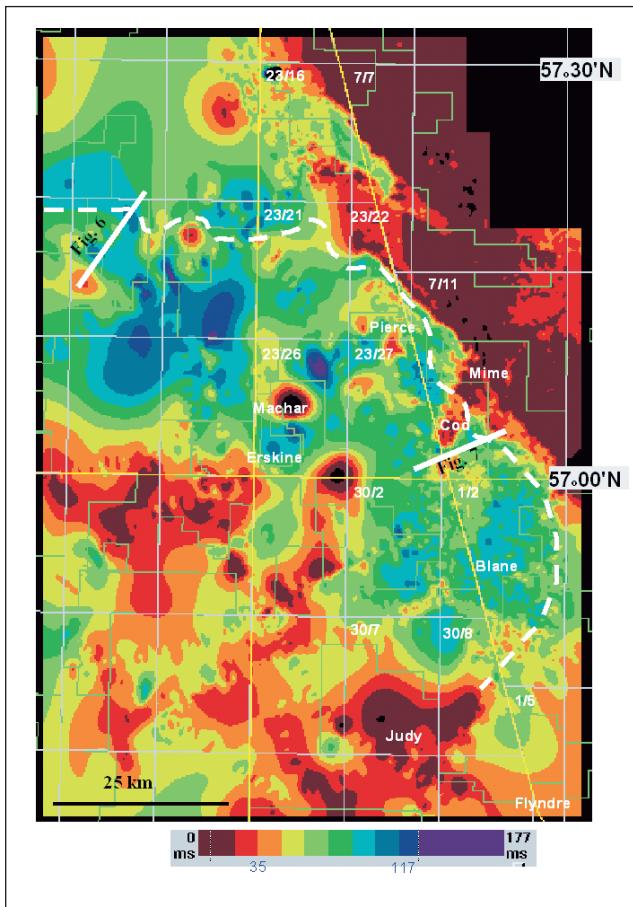 57°30'N
23/16
7/7
23/21
23/22
Fig. 6
7/11
Pierce
23/26
23/27
Mime
Machar
Cod
Erskine
Fig. 7
57°00'N
30/2
1/2
Blane
30/7
30/8
1/5
Judy
25 km
Flyndre
0
ms
177
ms
35
117